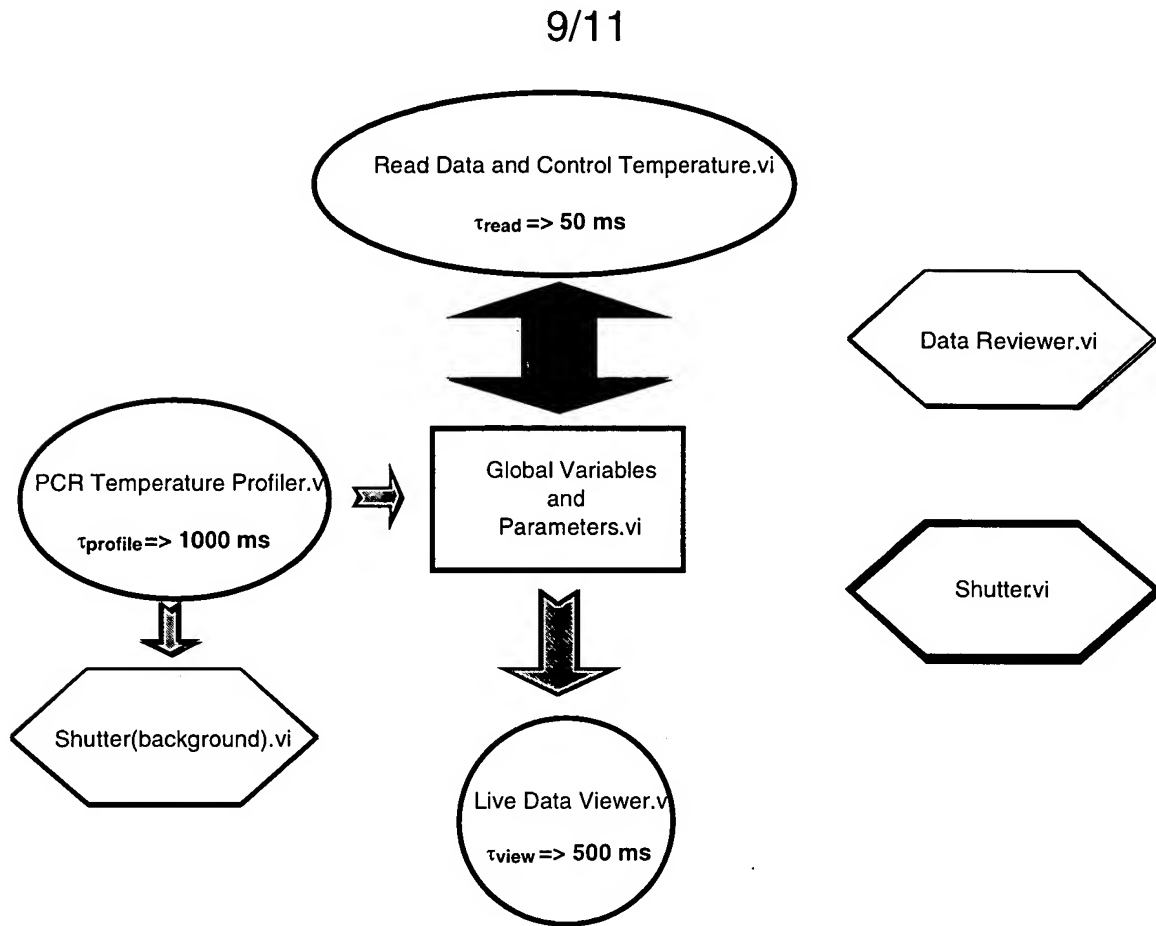 9/11
Read Data and Control Temperature.vi
τread => 50 ms
Data Reviewer.vi
PCR Temperature Profiler.v
τprofile=> 1000 ms
Global Variables
and
Parameters.vi
Shutter.vi
Shutter(background).vi
Live Data Viewer.v
τview => 500 ms